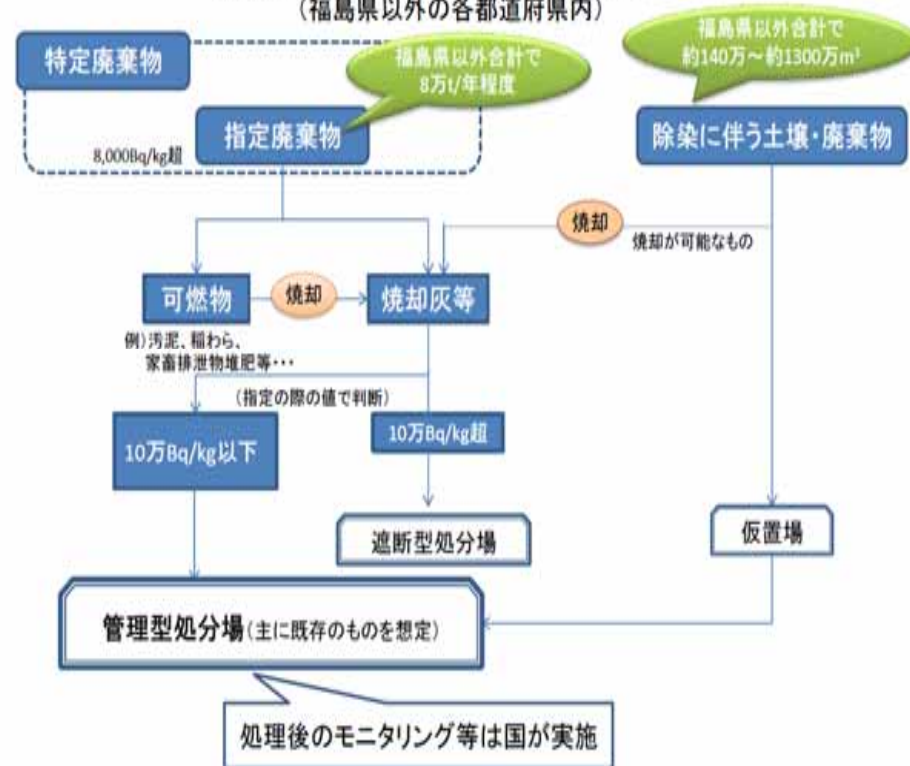 (福島県以外の各都道府県内)
特定廃棄物
福島県以外合計で
8万t/年程度
福島県以外合計で
約140万～約1300万m³
指定廃棄物
8,000Bq/kg超
除染に伴う土壌・廃棄物
焼却
焼却が可能なもの
可燃物
焼却
焼却灰等
例)汚泥、稲わら、
家畜排泄物堆肥等・・・
(指定の際の値で判断)
10万Bq/kg以下
10万Bq/kg超
遮断型処分場
仮置場
管理型処分場(主に既存のものを想定)
処理後のモニタリング等は国が実施